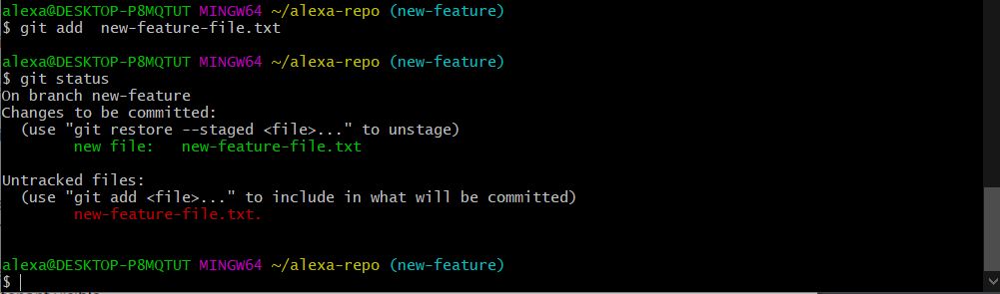 alexa@DESKTOP-P8MQTUT MINGW64 ~/alexa-repo (new-feature)
$ git add  new-feature-file.txt
alexa@DESKTOP-P8MQTUT MINGW64 ~/alexa-repo (new-feature)
$ git status
On branch new-feature
Changes to be committed:
  (use "git restore --staged <file>..." to unstage)
        new file:   new-feature-file.txt
Untracked files:
  (use "git add <file>..." to include in what will be committed)
        new-feature-file.txt.
alexa@DESKTOP-P8MQTUT MINGW64 ~/alexa-repo (new-feature)
$